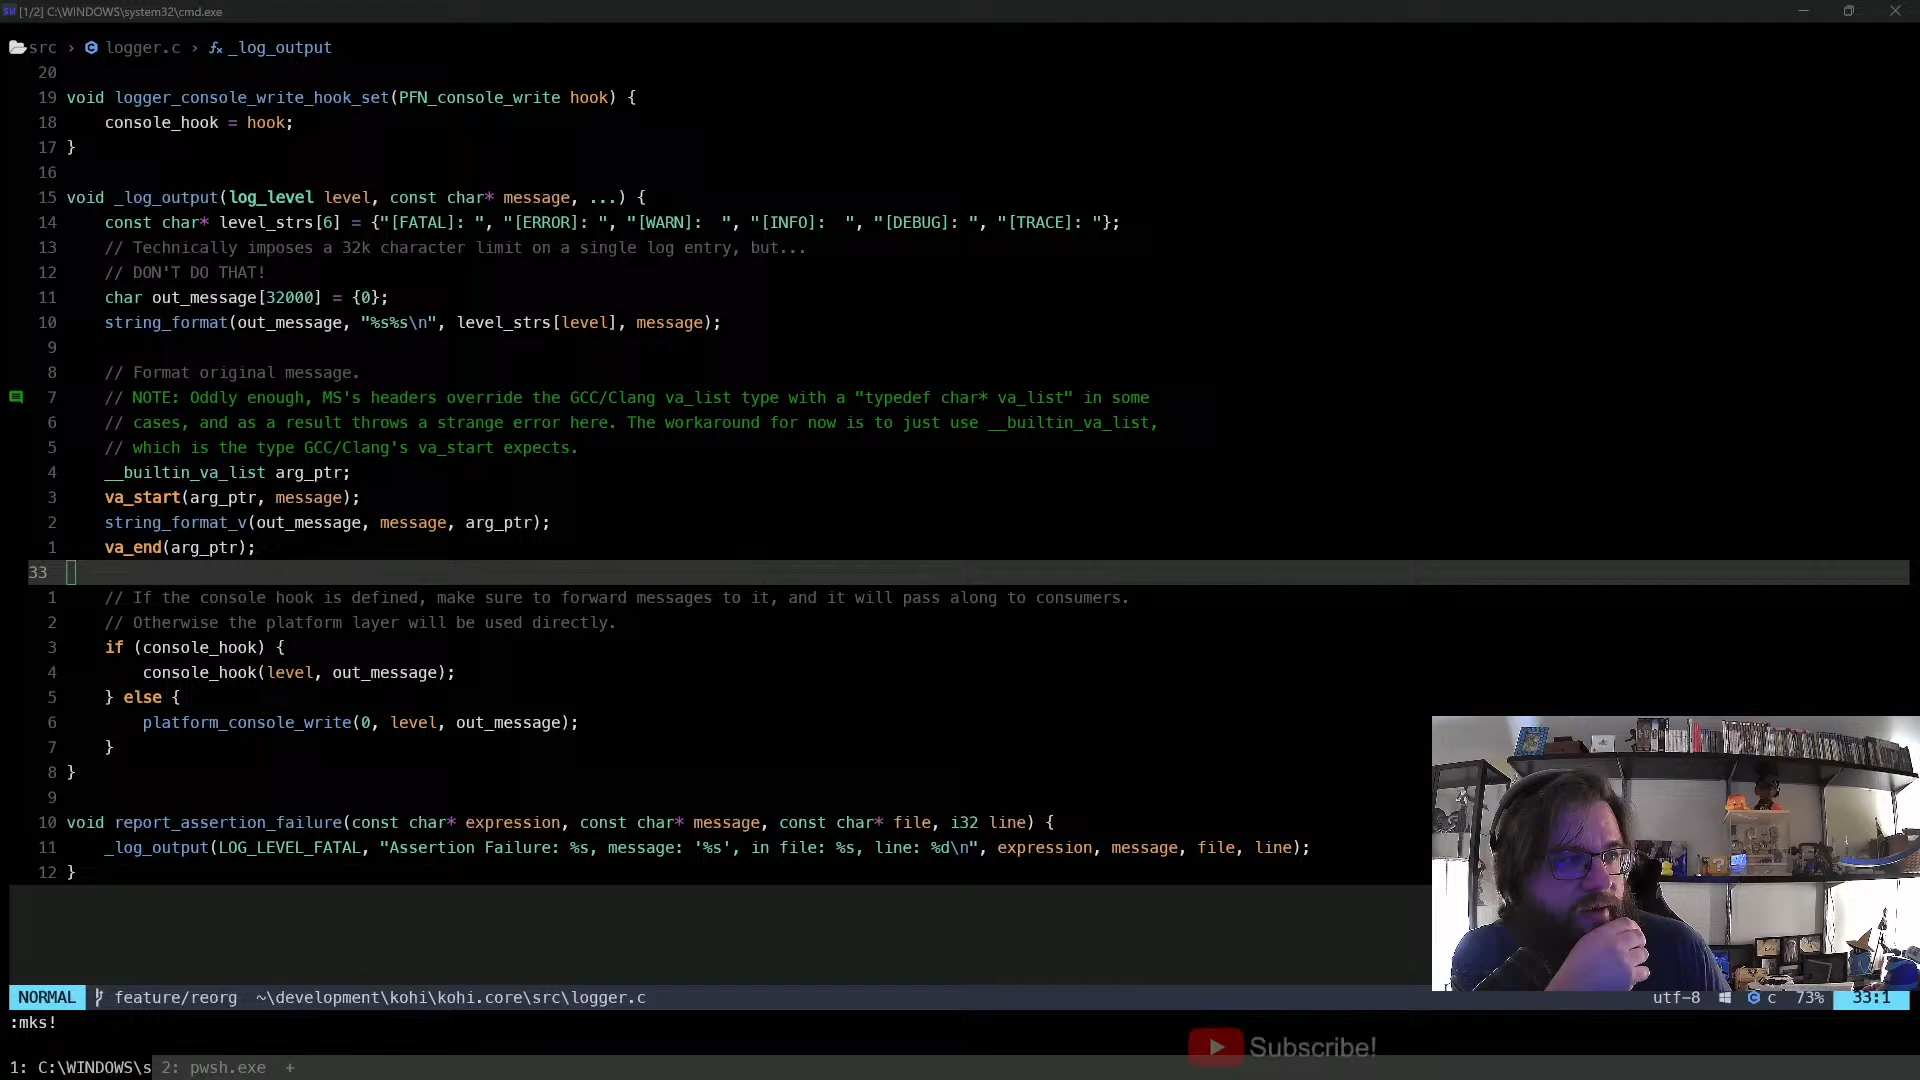 [1/2] C:\WINDOWS\system32\cmd.exe
src › logger.c › _log_output
20
19 void logger_console_write_hook_set(PFN_console_write hook) {
18     console_hook = hook;
17 }
16
15 void _log_output(log_level level, const char* message, ...) {
14     const char* level_strs[6] = {"[FATAL]: ", "[ERROR]: ", "[WARN]:  ", "[INFO]:  ", "[DEBUG]: ", "[TRACE]: "};
13     // Technically imposes a 32k character limit on a single log entry, but...
12     // DON'T DO THAT!
11     char out_message[32000] = {0};
10     string_format(out_message, "%s%s\n", level_strs[level], message);
9
8     // Format original message.
7     // NOTE: Oddly enough, MS's headers override the GCC/Clang va_list type with a "typedef char* va_list" in some
6     // cases, and as a result throws a strange error here. The workaround for now is to just use __builtin_va_list,
5     // which is the type GCC/Clang's va_start expects.
4     __builtin_va_list arg_ptr;
3     va_start(arg_ptr, message);
2     string_format_v(out_message, message, arg_ptr);
1     va_end(arg_ptr);
33
1     // If the console hook is defined, make sure to forward messages to it, and it will pass along to consumers.
2     // Otherwise the platform layer will be used directly.
3     if (console_hook) {
4         console_hook(level, out_message);
5     } else {
6         platform_console_write(0, level, out_message);
7     }
8 }
9
10 void report_assertion_failure(const char* expression, const char* message, const char* file, i32 line) {
11     _log_output(LOG_LEVEL_FATAL, "Assertion Failure: %s, message: '%s', in file: %s, line: %d\n", expression, message, file, line);
12 }
NORMAL feature/reorg ~\development\kohi\kohi.core\src\logger.c utf-8 c 73% 33:1
:mks!
Subscribe!
1: C:\WINDOWS\s 2: pwsh.exe +